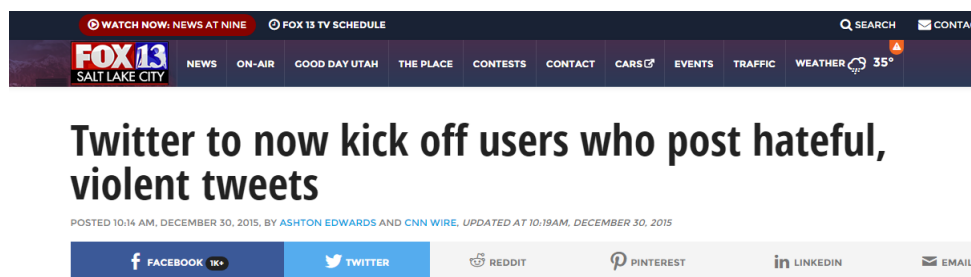 WATCH NOW: NEWS AT NINE FOX 13 TV SCHEDULE SEARCH
FOX 13
SALT LAKE CITY
NEWS ON-AIR GOOD DAY UTAH THE PLACE CONTESTS CONTACT CARS EVENTS TRAFFIC WEATHER 35°
Twitter to now kick off users who post hateful,
violent tweets
POSTED 10:14 AM, DECEMBER 30, 2015, BY ASHTON EDWARDS AND CNN WIRE, UPDATED AT 10:19AM, DECEMBER 30, 2015
FACEBOOK 1K+ TWITTER REDDIT PINTEREST LINKEDIN EMAIL